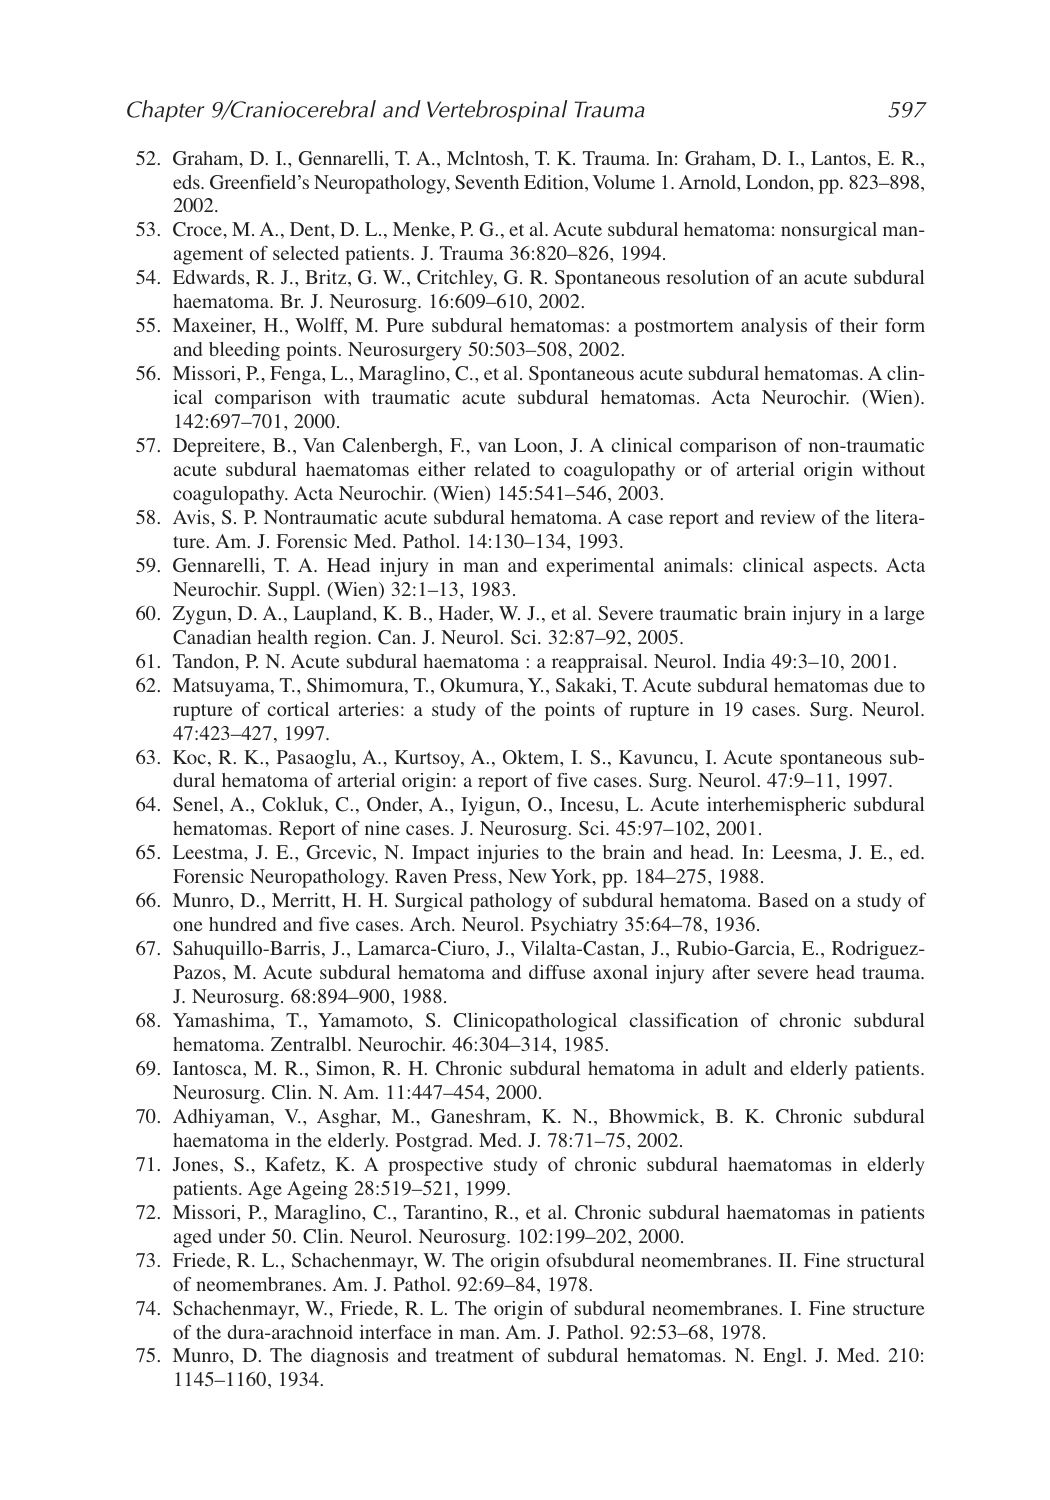 Chapter 9/Craniocerebral and Vertebrospinal Trauma 597
52. Graham, D. I., Gennarelli, T. A., Mclntosh, T. K. Trauma. In: Graham, D. I., Lantos, E. R.,
eds. Greenfield's Neuropathology, Seventh Edition, Volume 1. Arnold, London, pp. 823–898,
2002.
53. Croce, M. A., Dent, D. L., Menke, P. G., et al. Acute subdural hematoma: nonsurgical man-
agement of selected patients. J. Trauma 36:820–826, 1994.
54. Edwards, R. J., Britz, G. W., Critchley, G. R. Spontaneous resolution of an acute subdural
haematoma. Br. J. Neurosurg. 16:609–610, 2002.
55. Maxeiner, H., Wolff, M. Pure subdural hematomas: a postmortem analysis of their form
and bleeding points. Neurosurgery 50:503–508, 2002.
56. Missori, P., Fenga, L., Maraglino, C., et al. Spontaneous acute subdural hematomas. A clin-
ical comparison with traumatic acute subdural hematomas. Acta Neurochir. (Wien).
142:697–701, 2000.
57. Depreitere, B., Van Calenbergh, F., van Loon, J. A clinical comparison of non-traumatic
acute subdural haematomas either related to coagulopathy or of arterial origin without
coagulopathy. Acta Neurochir. (Wien) 145:541–546, 2003.
58. Avis, S. P. Nontraumatic acute subdural hematoma. A case report and review of the litera-
ture. Am. J. Forensic Med. Pathol. 14:130–134, 1993.
59. Gennarelli, T. A. Head injury in man and experimental animals: clinical aspects. Acta
Neurochir. Suppl. (Wien) 32:1–13, 1983.
60. Zygun, D. A., Laupland, K. B., Hader, W. J., et al. Severe traumatic brain injury in a large
Canadian health region. Can. J. Neurol. Sci. 32:87–92, 2005.
61. Tandon, P. N. Acute subdural haematoma : a reappraisal. Neurol. India 49:3–10, 2001.
62. Matsuyama, T., Shimomura, T., Okumura, Y., Sakaki, T. Acute subdural hematomas due to
rupture of cortical arteries: a study of the points of rupture in 19 cases. Surg. Neurol.
47:423–427, 1997.
63. Koc, R. K., Pasaoglu, A., Kurtsoy, A., Oktem, I. S., Kavuncu, I. Acute spontaneous sub-
dural hematoma of arterial origin: a report of five cases. Surg. Neurol. 47:9–11, 1997.
64. Senel, A., Cokluk, C., Onder, A., Iyigun, O., Incesu, L. Acute interhemispheric subdural
hematomas. Report of nine cases. J. Neurosurg. Sci. 45:97–102, 2001.
65. Leestma, J. E., Grcevic, N. Impact injuries to the brain and head. In: Leesma, J. E., ed.
Forensic Neuropathology. Raven Press, New York, pp. 184–275, 1988.
66. Munro, D., Merritt, H. H. Surgical pathology of subdural hematoma. Based on a study of
one hundred and five cases. Arch. Neurol. Psychiatry 35:64–78, 1936.
67. Sahuquillo-Barris, J., Lamarca-Ciuro, J., Vilalta-Castan, J., Rubio-Garcia, E., Rodriguez-
Pazos, M. Acute subdural hematoma and diffuse axonal injury after severe head trauma.
J. Neurosurg. 68:894–900, 1988.
68. Yamashima, T., Yamamoto, S. Clinicopathological classification of chronic subdural
hematoma. Zentralbl. Neurochir. 46:304–314, 1985.
69. Iantosca, M. R., Simon, R. H. Chronic subdural hematoma in adult and elderly patients.
Neurosurg. Clin. N. Am. 11:447–454, 2000.
70. Adhiyaman, V., Asghar, M., Ganeshram, K. N., Bhowmick, B. K. Chronic subdural
haematoma in the elderly. Postgrad. Med. J. 78:71–75, 2002.
71. Jones, S., Kafetz, K. A prospective study of chronic subdural haematomas in elderly
patients. Age Ageing 28:519–521, 1999.
72. Missori, P., Maraglino, C., Tarantino, R., et al. Chronic subdural haematomas in patients
aged under 50. Clin. Neurol. Neurosurg. 102:199–202, 2000.
73. Friede, R. L., Schachenmayr, W. The origin ofsubdural neomembranes. II. Fine structural
of neomembranes. Am. J. Pathol. 92:69–84, 1978.
74. Schachenmayr, W., Friede, R. L. The origin of subdural neomembranes. I. Fine structure
of the dura-arachnoid interface in man. Am. J. Pathol. 92:53–68, 1978.
75. Munro, D. The diagnosis and treatment of subdural hematomas. N. Engl. J. Med. 210:
1145–1160, 1934.